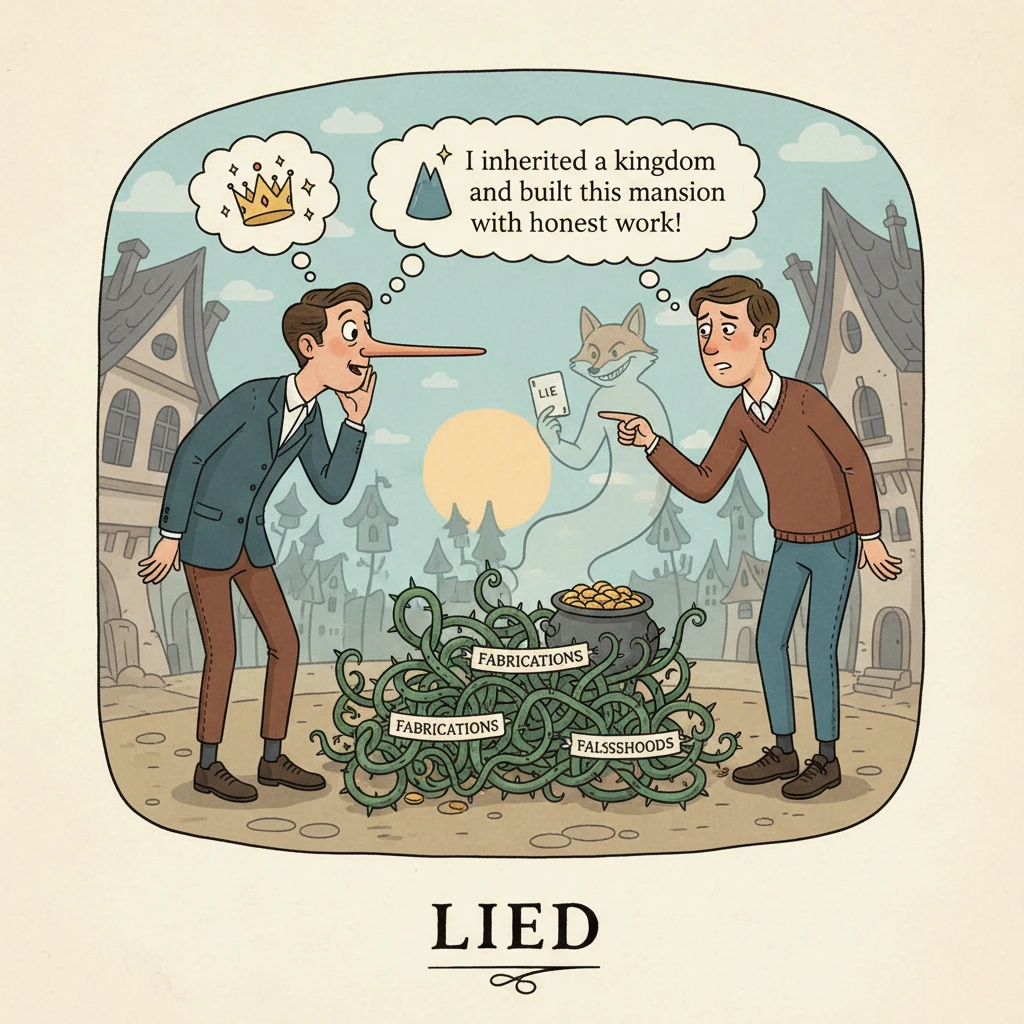 I inherited a kingdom
and built this mansion
with honest work!
LIE
FABRICATIONS
FABRICATIONS
FALSSHOODS
LIED